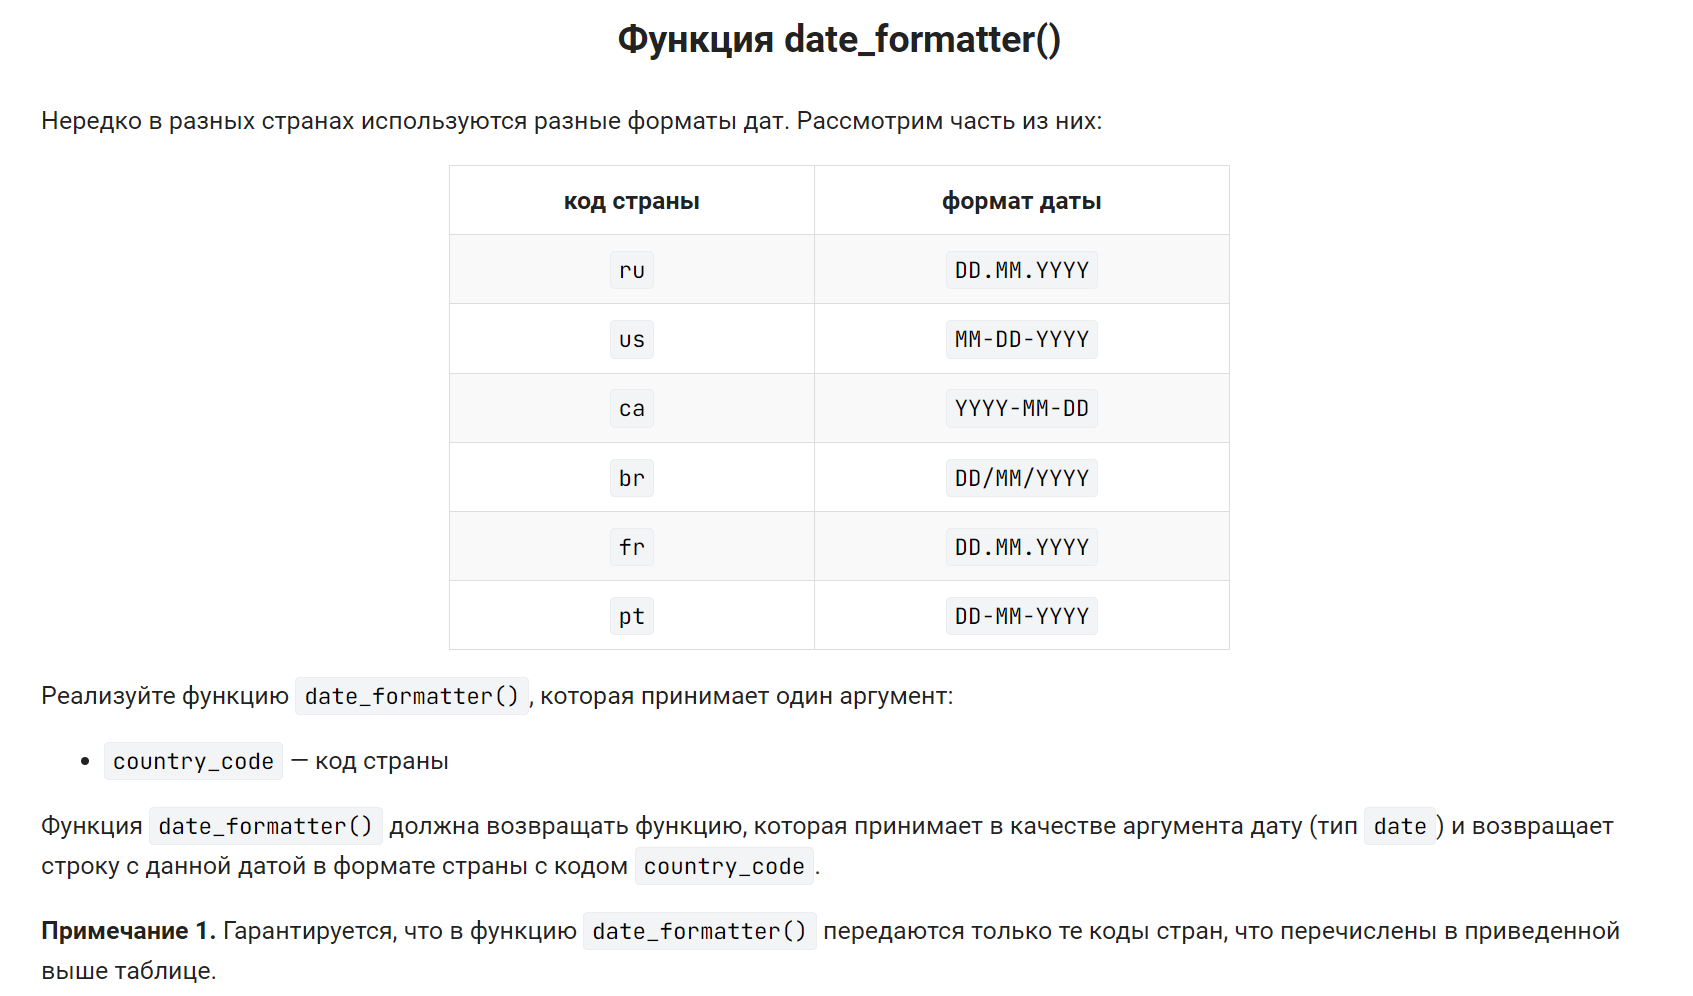 Функция date_formatter()
Нередко в разных странах используются разные форматы дат. Рассмотрим часть из них:
код страны формат даты
ru DD.MM.YYYY
us MM-DD-YYYY
ca YYYY-MM-DD
br DD/MM/YYYY
fr DD.MM.YYYY
pt DD-MM-YYYY
Реализуйте функцию date_formatter(), которая принимает один аргумент:
• country_code — код страны
Функция date_formatter() должна возвращать функцию, которая принимает в качестве аргумента дату (тип date) и возвращает
строку с данной датой в формате страны с кодом country_code.
Примечание 1. Гарантируется, что в функцию date_formatter() передаются только те коды стран, что перечислены в приведенной
выше таблице.